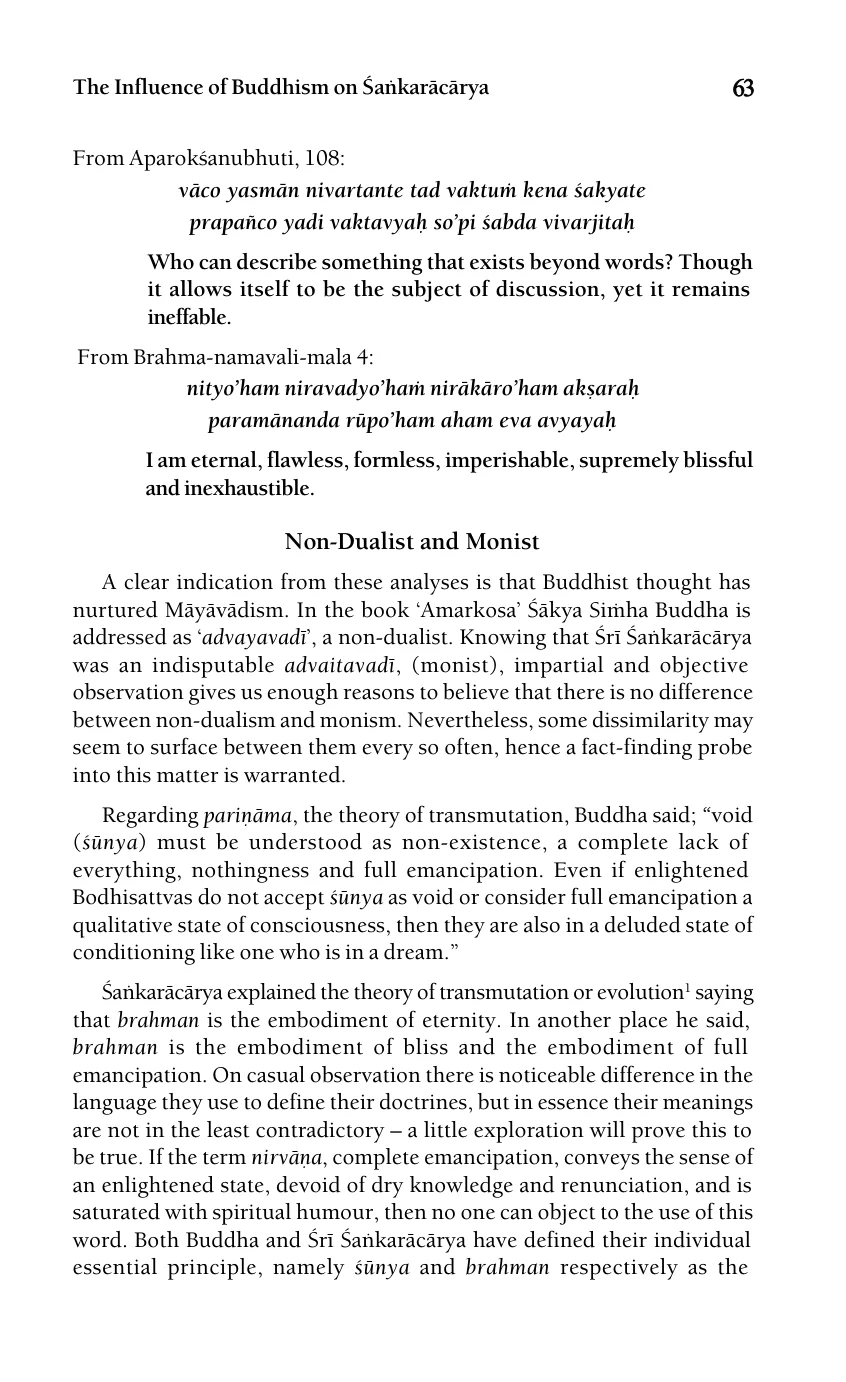 The Influence of Buddhism on Śaṅkarācārya 63
From Aparokśanubhuti, 108:
vāco yasmān nivartante tad vaktuṁ kena śakyate
prapañco yadi vaktavyaḥ so’pi śabda vivarjitaḥ
Who can describe something that exists beyond words? Though
it allows itself to be the subject of discussion, yet it remains
ineffable.
From Brahma-namavali-mala 4:
nityo’ham niravadyo’haṁ nirākāro’ham akṣaraḥ
paramānanda rūpo’ham aham eva avyayaḥ
I am eternal, flawless, formless, imperishable, supremely blissful
and inexhaustible.
Non-Dualist and Monist
A clear indication from these analyses is that Buddhist thought has
nurtured Māyāvādism. In the book ‘Amarkosa’ Śākya Siṁha Buddha is
addressed as ‘advayavadī’, a non-dualist. Knowing that Śrī Śaṅkarācārya
was an indisputable advaitavadī, (monist), impartial and objective
observation gives us enough reasons to believe that there is no difference
between non-dualism and monism. Nevertheless, some dissimilarity may
seem to surface between them every so often, hence a fact-finding probe
into this matter is warranted.
Regarding pariṇāma, the theory of transmutation, Buddha said; “void
(śūnya) must be understood as non-existence, a complete lack of
everything, nothingness and full emancipation. Even if enlightened
Bodhisattvas do not accept śūnya as void or consider full emancipation a
qualitative state of consciousness, then they are also in a deluded state of
conditioning like one who is in a dream.”
Śaṅkarācārya explained the theory of transmutation or evolution¹ saying
that brahman is the embodiment of eternity. In another place he said,
brahman is the embodiment of bliss and the embodiment of full
emancipation. On casual observation there is noticeable difference in the
language they use to define their doctrines, but in essence their meanings
are not in the least contradictory – a little exploration will prove this to
be true. If the term nirvāṇa, complete emancipation, conveys the sense of
an enlightened state, devoid of dry knowledge and renunciation, and is
saturated with spiritual humour, then no one can object to the use of this
word. Both Buddha and Śrī Śaṅkarācārya have defined their individual
essential principle, namely śūnya and brahman respectively as the